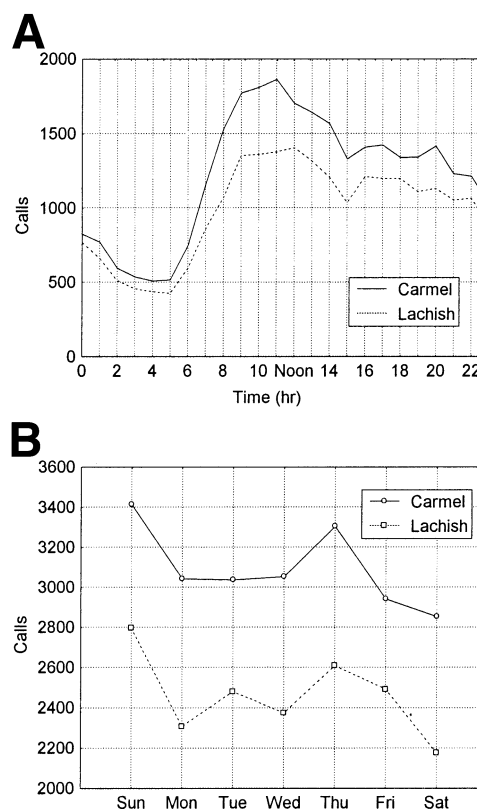 A
2000
1500
1000
500
0
Calls
Carmel
Lachish
0 2 4 6 8 10 Noon 14 16 18 20 22
Time (hr)
B
3600
3400
3200
3000
2800
2600
2400
2200
2000
Calls
Carmel
Lachish
Sun Mon Tue Wed Thu Fri Sat